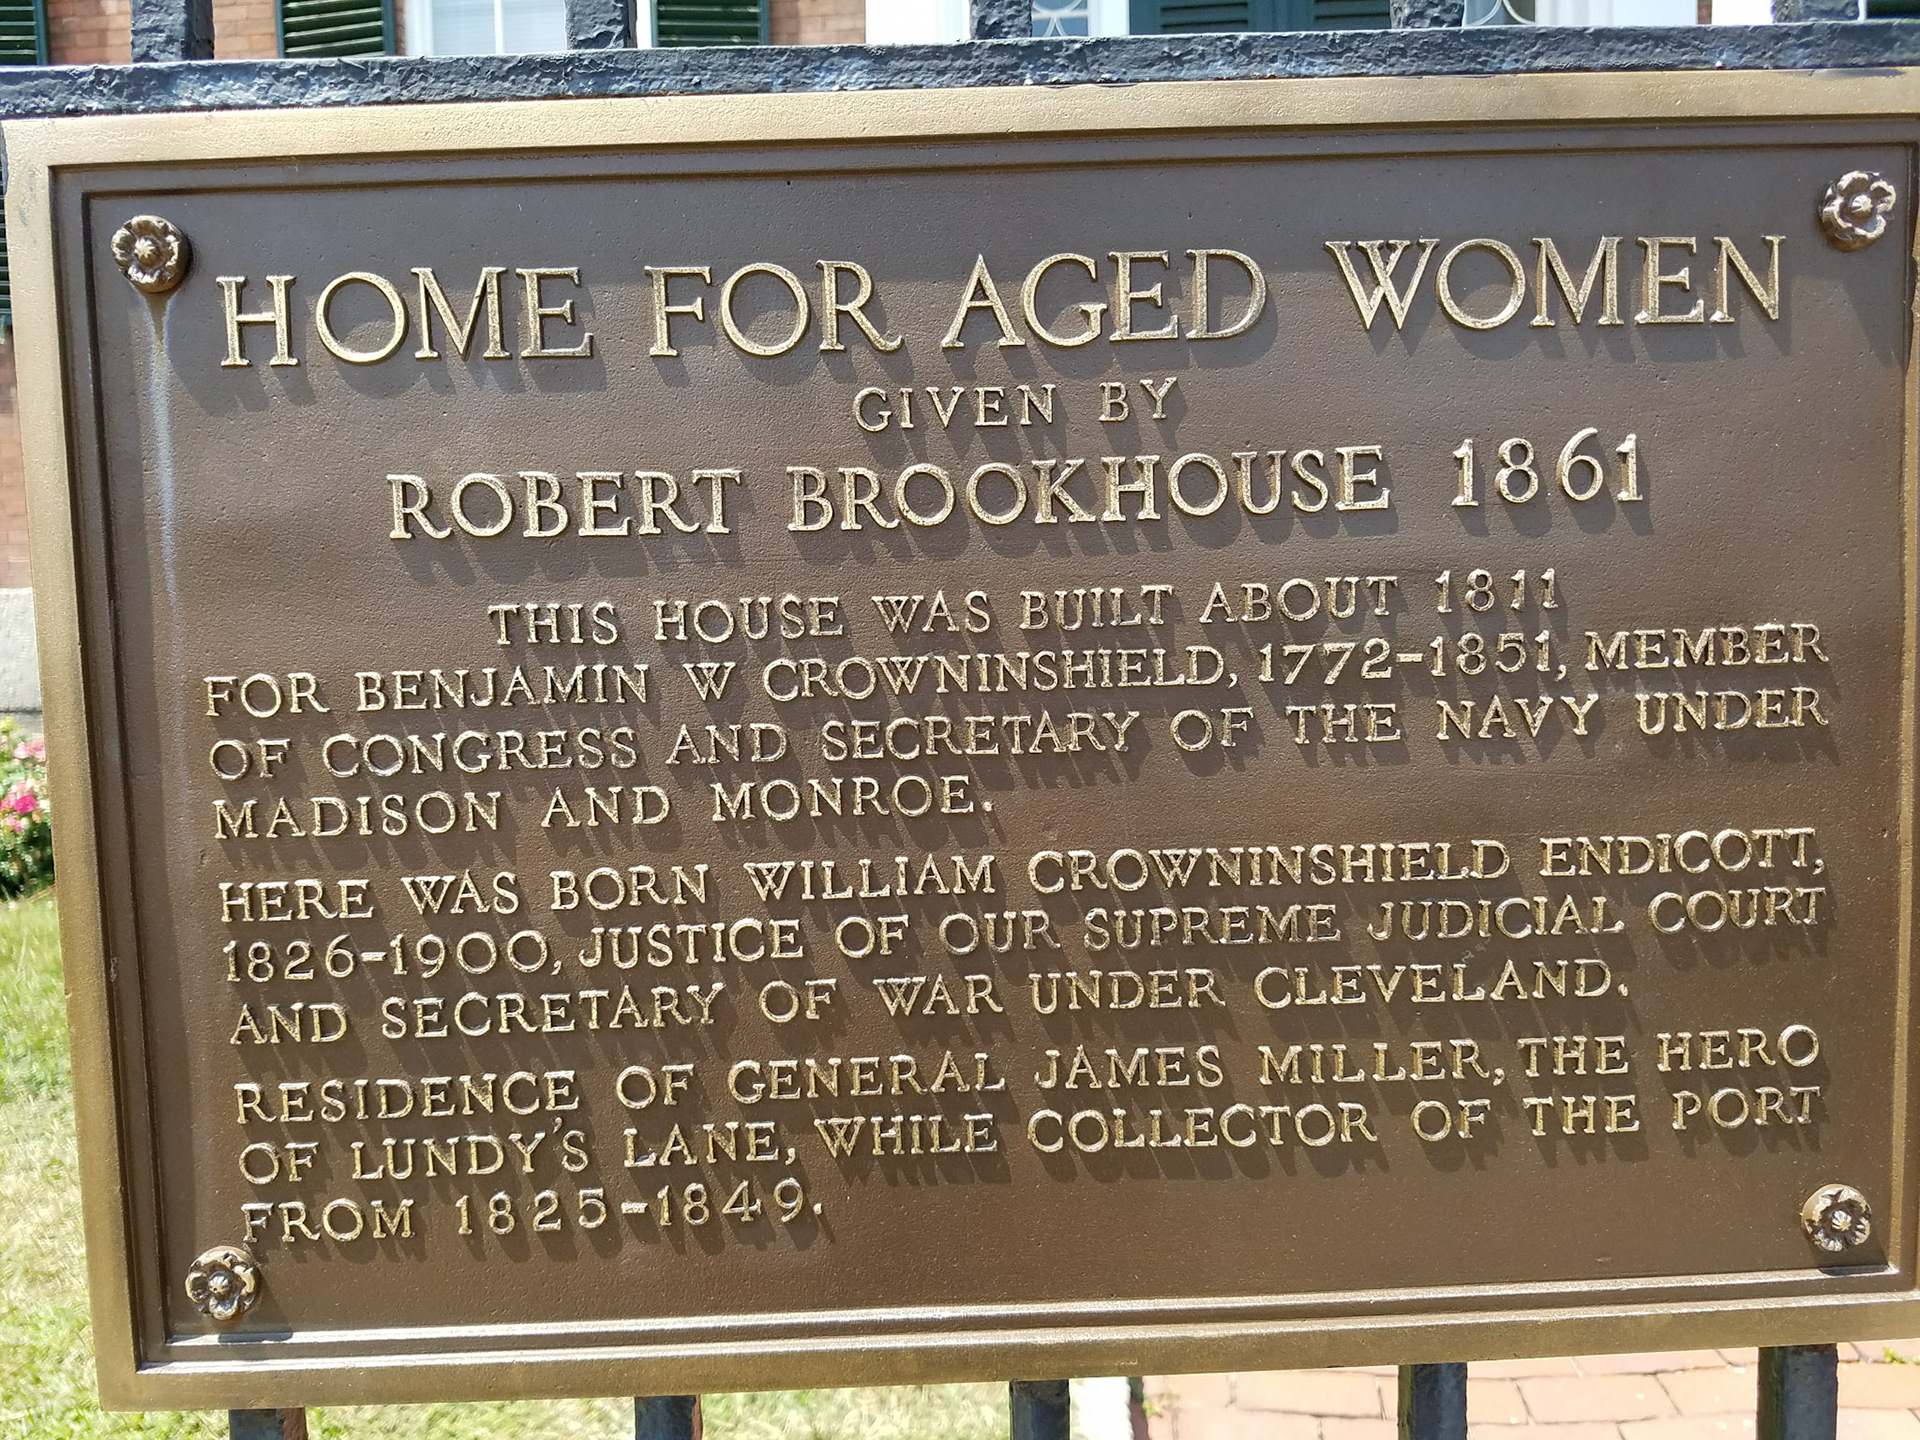 HOME FOR AGED WOMEN
GIVEN BY
ROBERT BROOKHOUSE 1861
THIS HOUSE WAS BUILT ABOUT 1811
FOR BENJAMIN W CROWNINSHIELD, 1772-1851, MEMBER
OF CONGRESS AND SECRETARY OF THE NAVY UNDER
MADISON AND MONROE.
HERE WAS BORN WILLIAM CROWNINSHIELD ENDICOTT,
1826-1900, JUSTICE OF OUR SUPREME JUDICIAL COURT
AND SECRETARY OF WAR UNDER CLEVELAND.
RESIDENCE OF GENERAL JAMES MILLER, THE HERO
OF LUNDY'S LANE, WHILE COLLECTOR OF THE PORT
FROM 1825-1849.